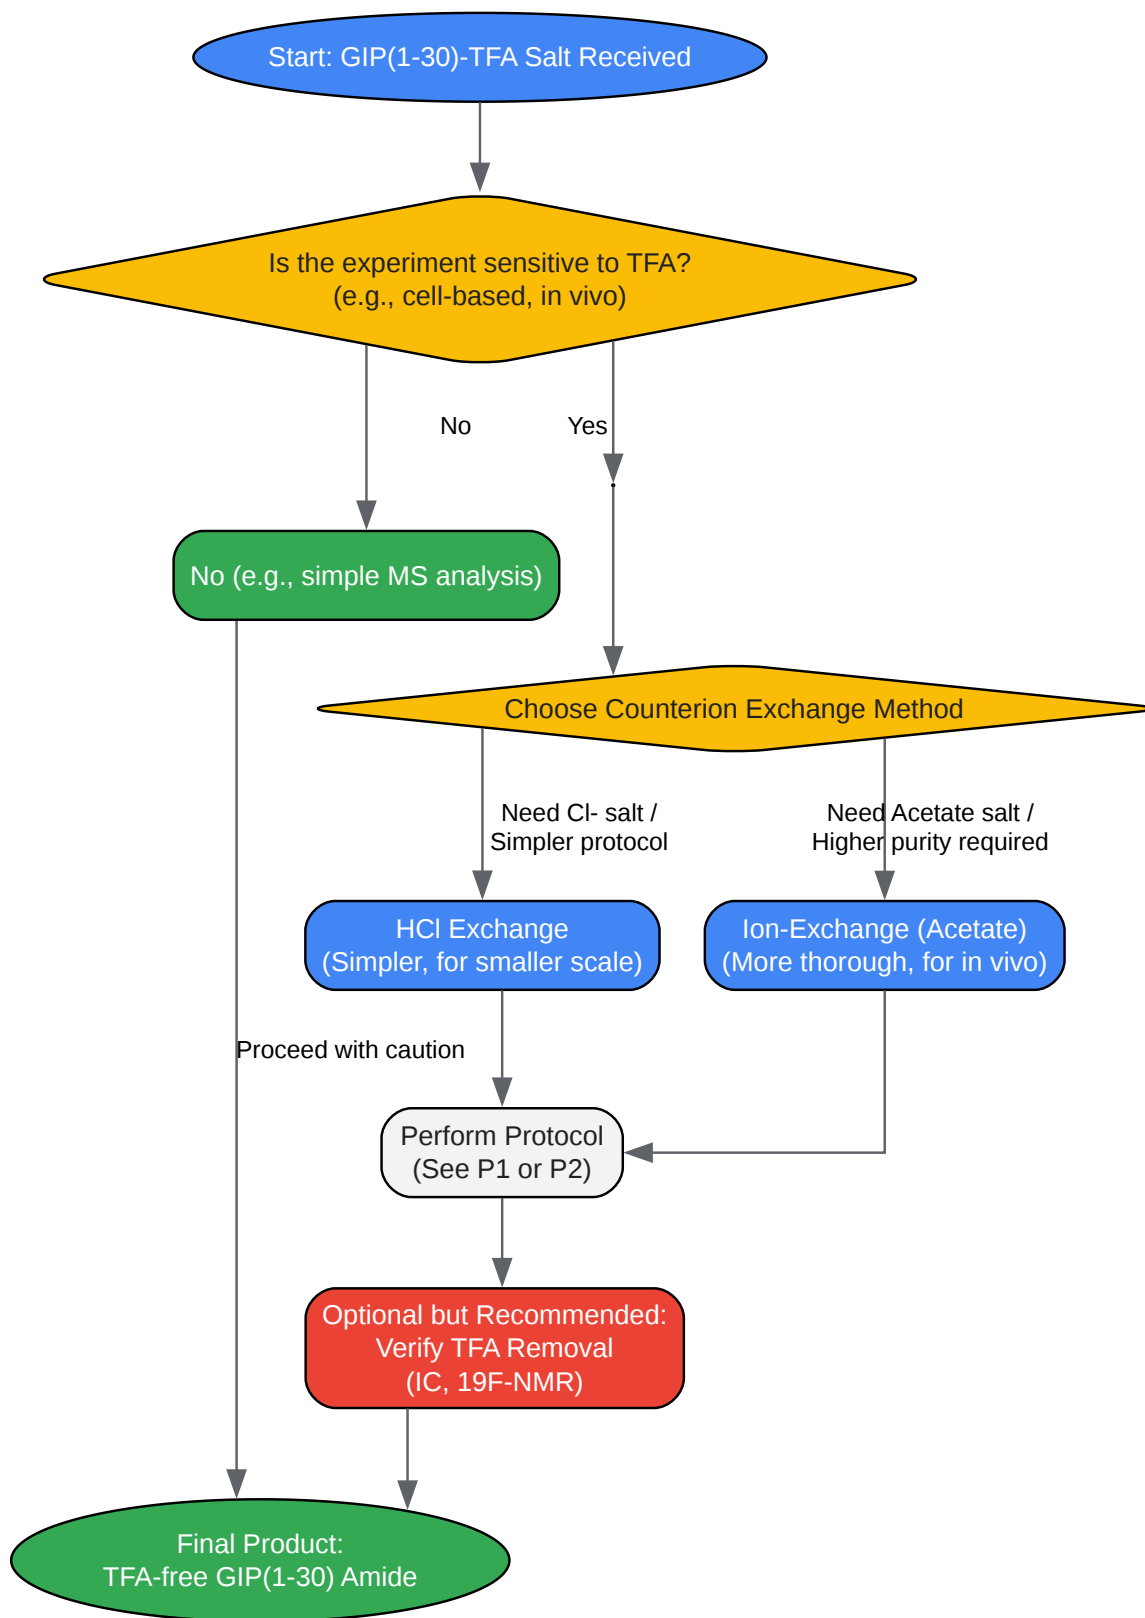 Start: GIP(1-30)-TFA Salt Received
Is the experiment sensitive to TFA?
(e.g., cell-based, in vivo)
No
Yes
No (e.g., simple MS analysis)
Choose Counterion Exchange Method
Need Cl- salt /
Simpler protocol
Need Acetate salt /
Higher purity required
HCl Exchange
(Simpler, for smaller scale)
Ion-Exchange (Acetate)
(More thorough, for in vivo)
Proceed with caution
Perform Protocol
(See P1 or P2)
Optional but Recommended:
Verify TFA Removal
(IC, 19F-NMR)
Final Product:
TFA-free GIP(1-30) Amide